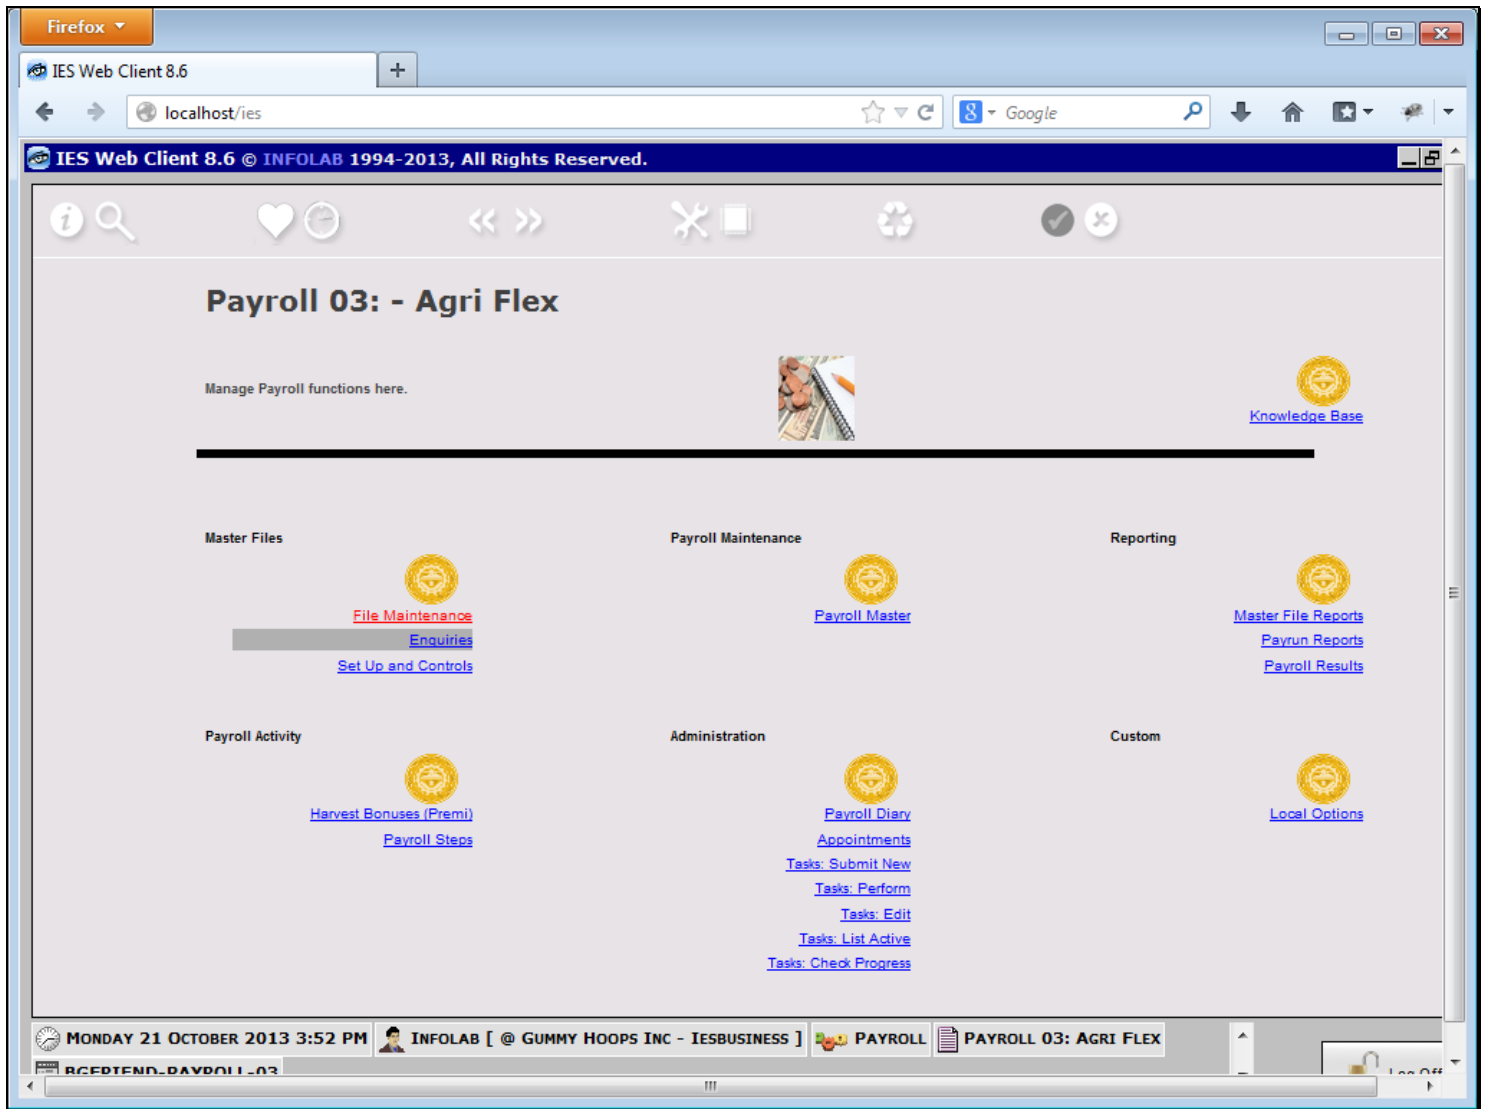 Firefox
IES Web Client 8.6
localhost/ies
Google
IES Web Client 8.6 © INFOLAB 1994-2013, All Rights Reserved.
Payroll 03: - Agri Flex
Manage Payroll functions here.
Knowledge Base
Master Files
File Maintenance
Enquiries
Set Up and Controls
Payroll Maintenance
Payroll Master
Reporting
Master File Reports
Payrun Reports
Payroll Results
Payroll Activity
Harvest Bonuses (Premi)
Payroll Steps
Administration
Payroll Diary
Appointments
Tasks: Submit New
Tasks: Perform
Tasks: Edit
Tasks: List Active
Tasks: Check Progress
Custom
Local Options
MONDAY 21 OCTOBER 2013 3:52 PM INFOLAB [ @ GUMMY HOOPS INC - IESBUSINESS ] PAYROLL PAYROLL 03: AGRI FLEX
BGFRIEND-PAYROLL-03
Log Off